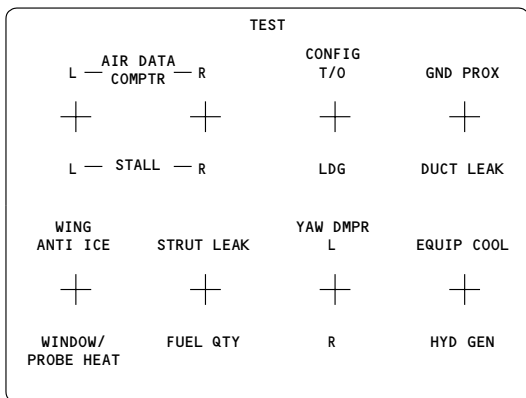 TEST
L — AIR DATA COMPTR — R
CONFIG T/O
GND PROX
L — STALL — R
LDG
DUCT LEAK
WING ANTI ICE
STRUT LEAK
YAW DMPR L
EQUIP COOL
WINDOW/ PROBE HEAT
FUEL QTY
R
HYD GEN